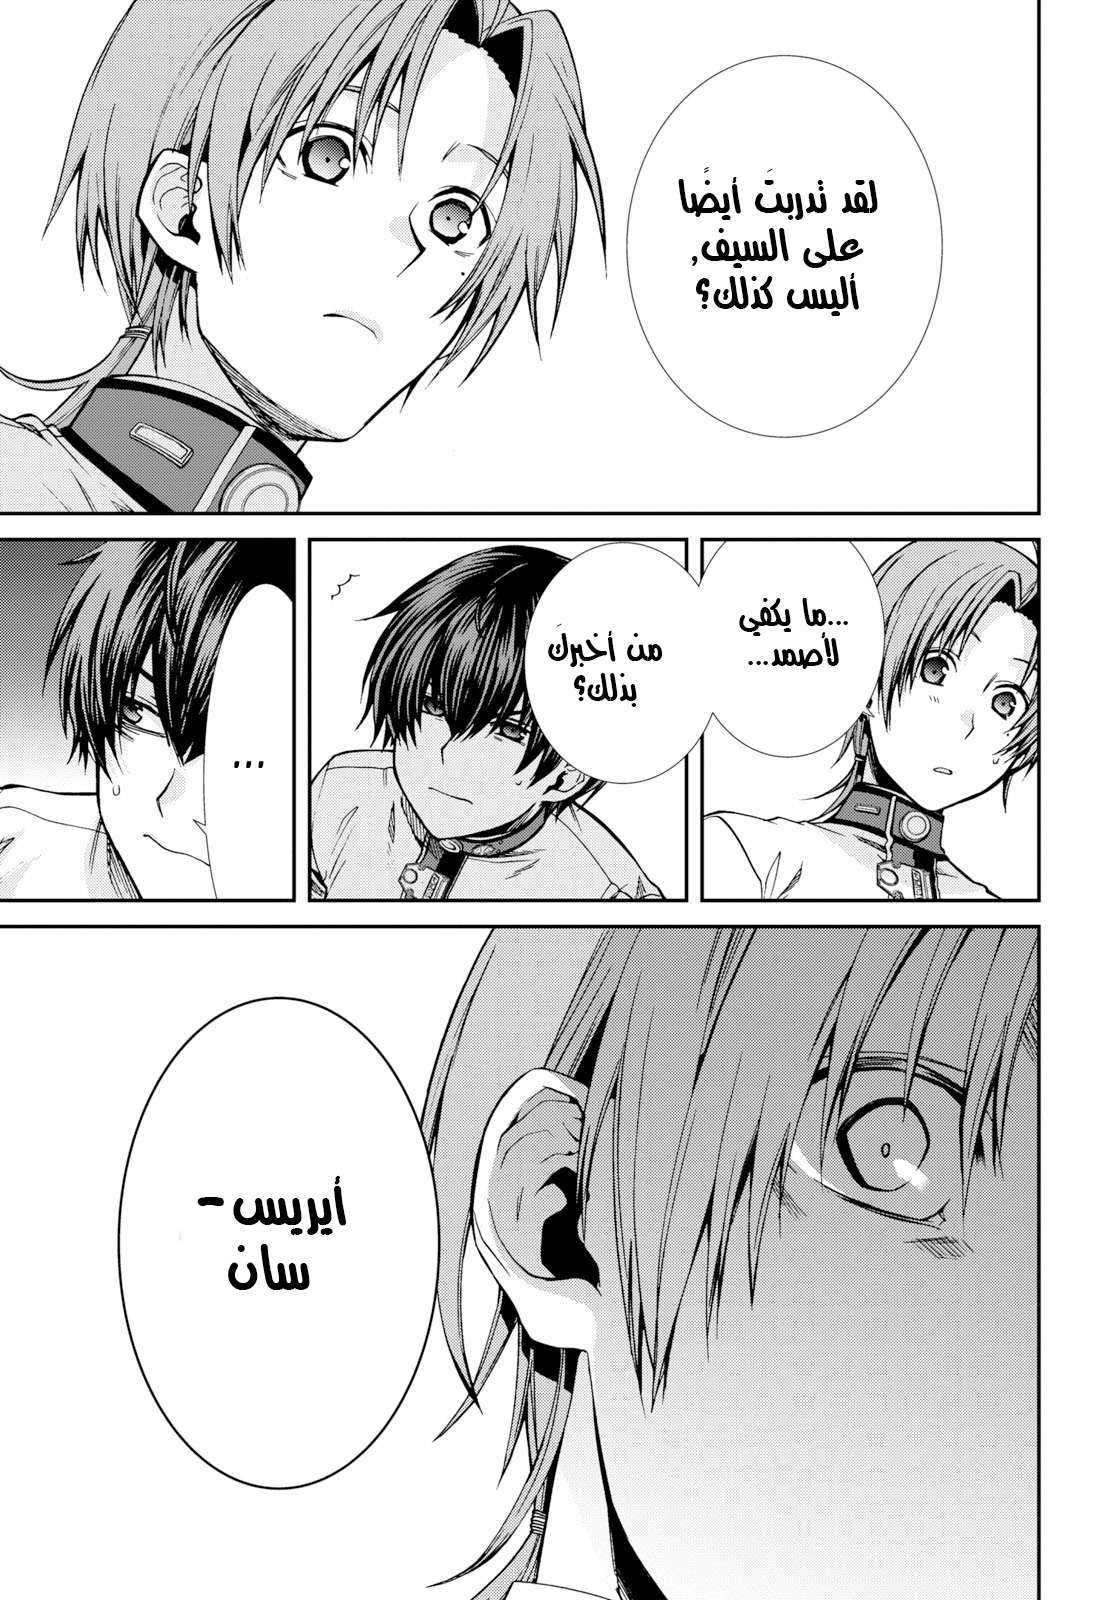 لقد تدربتَ أيضًا
على السيف,
أليس كذلك؟
...ما يكفي
لأصمد...
من أخبركَ
بذلك؟
...
أيريس-
سان